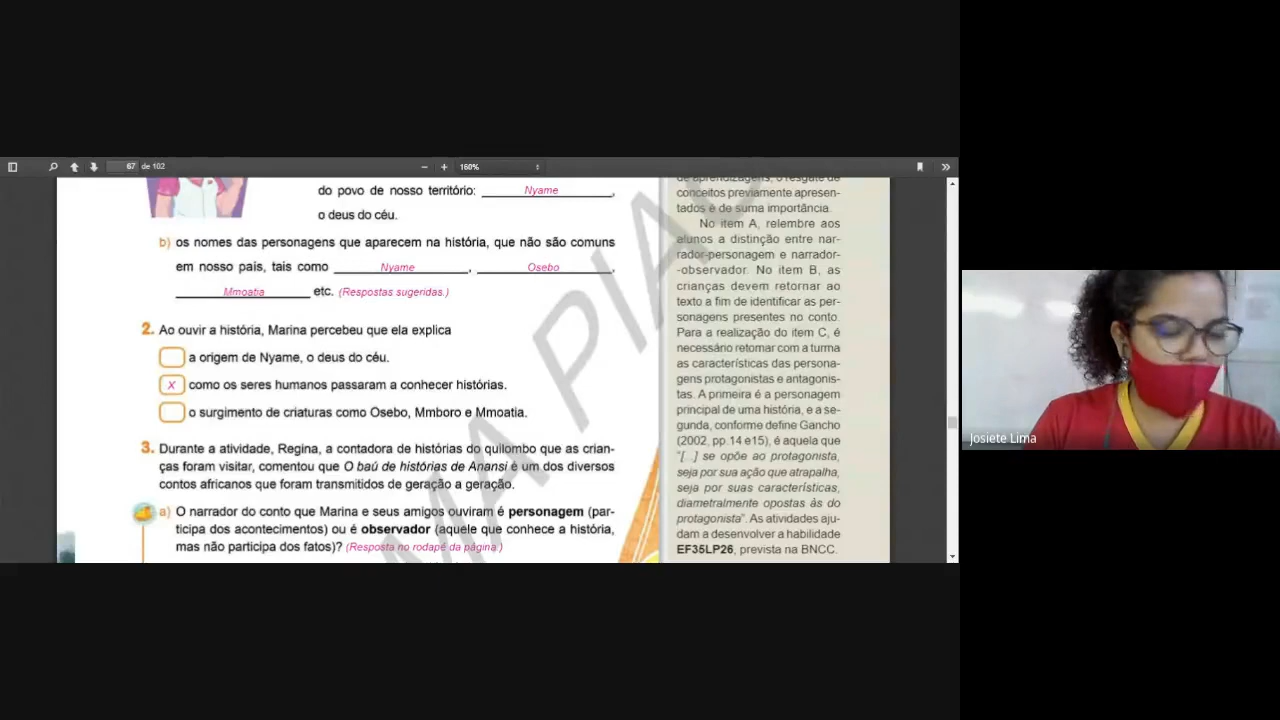 67 de 102
160%
do povo de nosso território: Nyame,
o deus do céu.
b) os nomes das personagens que aparecem na história, que não são comuns
em nosso país, tais como Nyame, Osebo,
Mmoatia etc. (Respostas sugeridas.)
2. Ao ouvir a história, Marina percebeu que ela explica
a origem de Nyame, o deus do céu.
x como os seres humanos passaram a conhecer histórias.
o surgimento de criaturas como Osebo, Mmboro e Mmoatia.
3. Durante a atividade, Regina, a contadora de histórias do quilombo que as crian-
ças foram visitar, comentou que O baú de histórias de Anansi é um dos diversos
contos africanos que foram transmitidos de geração a geração.
a) O narrador do conto que Marina e seus amigos ouviram é personagem (par-
ticipa dos acontecimentos) ou é observador (aquele que conhece a história,
mas não participa dos fatos)? (Resposta no rodapé da página.)
de aprendizagens, o resgate de
conceitos previamente apresen-
tados é de suma importância.
No item A, relembre aos
alunos a distinção entre nar-
rador-personagem e narrador-
-observador. No item B, as
crianças devem retornar ao
texto a fim de identificar as per-
sonagens presentes no conto.
Para a realização do item C, é
necessário retomar com a turma
as características das persona-
gens protagonistas e antagonis-
tas. A primeira é a personagem
principal de uma história, e a se-
gunda, conforme define Gancho
(2002, pp.14 e15), é aquela que
“[...] se opõe ao protagonista,
seja por sua ação que atrapalha,
seja por suas características,
diametralmente opostas às do
protagonista”. As atividades aju-
dam a desenvolver a habilidade
EF35LP26, prevista na BNCC.
Josiete Lima